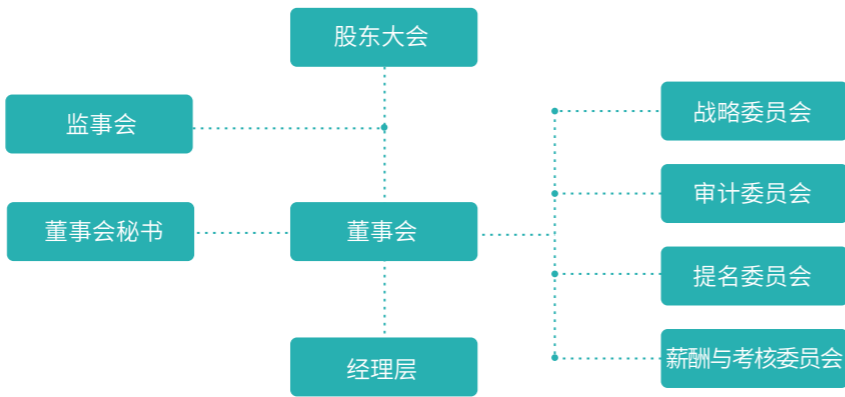 股东大会
监事会
战略委员会
审计委员会
董事会秘书
董事会
提名委员会
经理层
薪酬与考核委员会